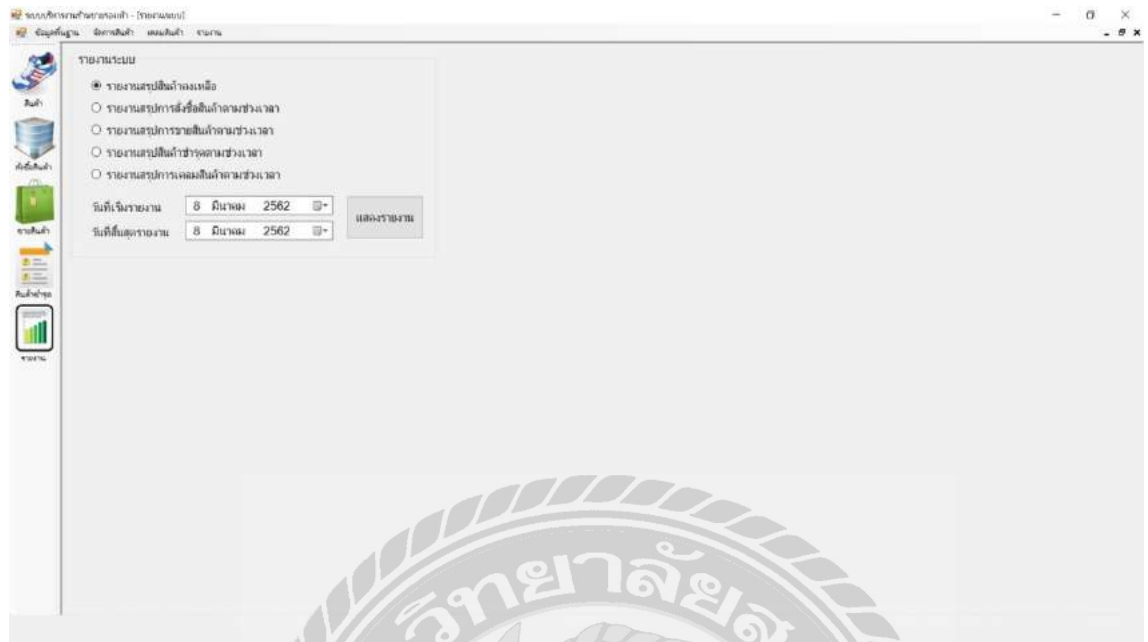 ระบบบริหารงานร้านขายรองเท้า - [รายงานระบบ]
ข้อมูลพื้นฐาน จัดการสินค้า เคลมสินค้า รายงาน
สินค้า
สั่งซื้อสินค้า
ขายสินค้า
สินค้าชำรุด
รายงาน
รายงานระบบ
รายงานสรุปสินค้าคงเหลือ
รายงานสรุปการสั่งซื้อสินค้าตามช่วงเวลา
รายงานสรุปการขายสินค้าตามช่วงเวลา
รายงานสรุปสินค้าชำรุดตามช่วงเวลา
รายงานสรุปการเคลมสินค้าตามช่วงเวลา
วันที่เริ่มรายงาน 8 มีนาคม 2562
แสดงรายงาน
วันที่สิ้นสุดรายงาน 8 มีนาคม 2562